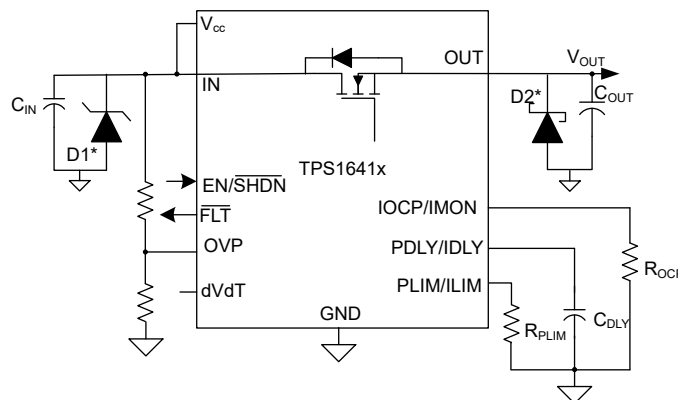 Vcc
IN
OUT
VOUT
CIN
D1*
D2*
COUT
TPS1641x
EN/SHDN
FLT
OVP
dVdT
GND
IOCP/IMON
PDLY/IDLY
PLIM/ILIM
RPLIM
CDLY